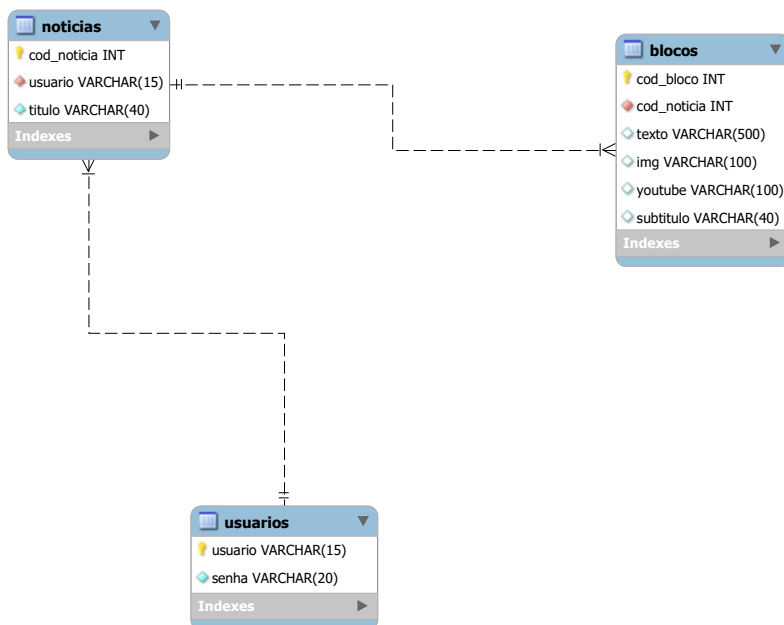 noticias
cod_noticia INT
usuario VARCHAR(15)
titulo VARCHAR(40)
Indexes
blocos
cod_bloco INT
cod_noticia INT
texto VARCHAR(500)
img VARCHAR(100)
youtube VARCHAR(100)
subtitulo VARCHAR(40)
Indexes
usuarios
usuario VARCHAR(15)
senha VARCHAR(20)
Indexes